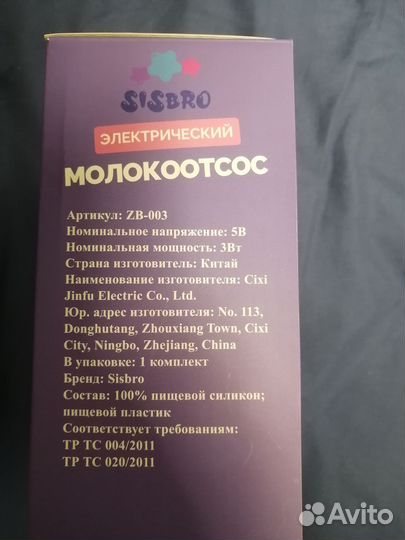 SISBRO
ЭЛЕКТРИЧЕСКИЙ
МОЛОКООТСОС
Артикул: ZB-003
Номинальное напряжение: 5В
Номинальная мощность: 3Вт
Страна изготовитель: Китай
Наименование изготовителя: Cixi
Jinfu Electric Co., Ltd.
Юр. адрес изготовителя: No. 113,
Donghutang, Zhouxiang Town, Cixi
City, Ningbo, Zhejiang, China
В упаковке: 1 комплект
Бренд: Sisbro
Состав: 100% пищевой силикон;
пищевой пластик
Соответствует требованиям:
ТР ТС 004/2011
ТР ТС 020/2011
Avito